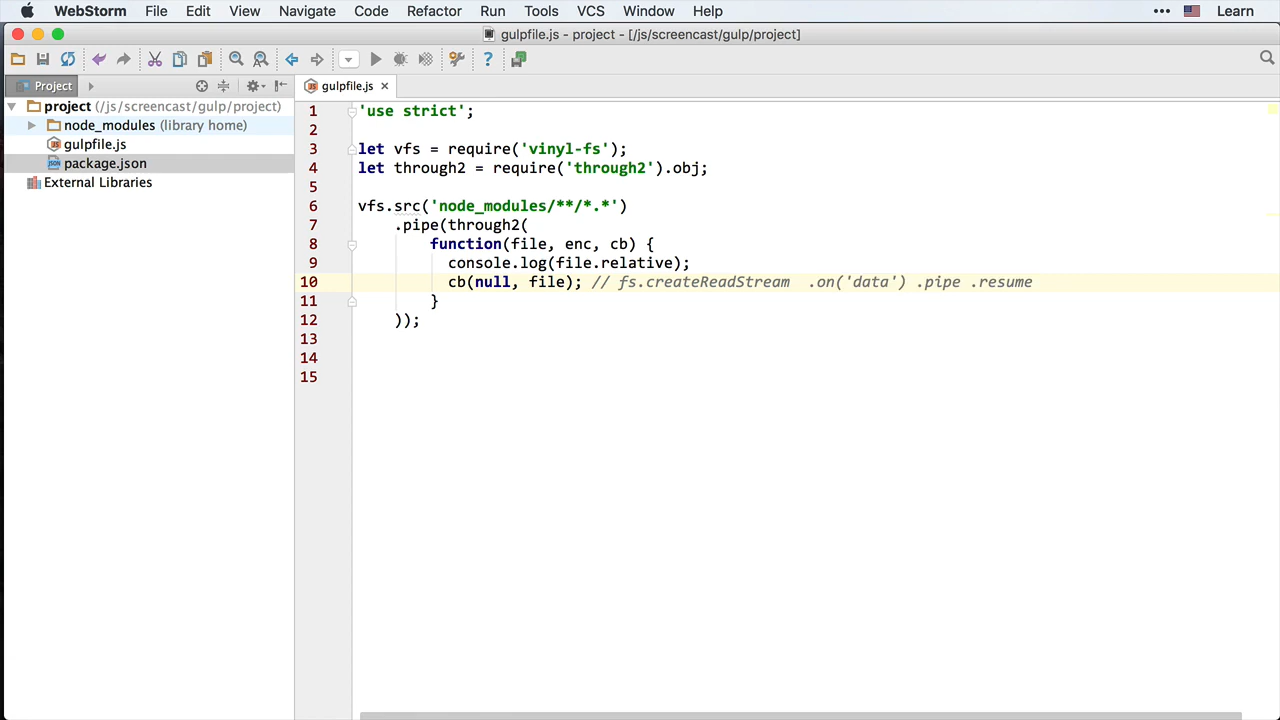 WebStorm File Edit View Navigate Code Refactor Run Tools VCS Window Help ••• Learn
gulpfile.js - project - [/js/screencast/gulp/project]
Project
gulpfile.js
project (/js/screencast/gulp/project)
node_modules (library home)
gulpfile.js
package.json
External Libraries
1 'use strict';
2
3 let vfs = require('vinyl-fs');
4 let through2 = require('through2').obj;
5
6 vfs.src('node_modules/**/*.*')
7 .pipe(through2(
8 function(file, enc, cb) {
9 console.log(file.relative);
10 cb(null, file); // fs.createReadStream  .on('data') .pipe .resume
11 }
12 ));
13
14
15